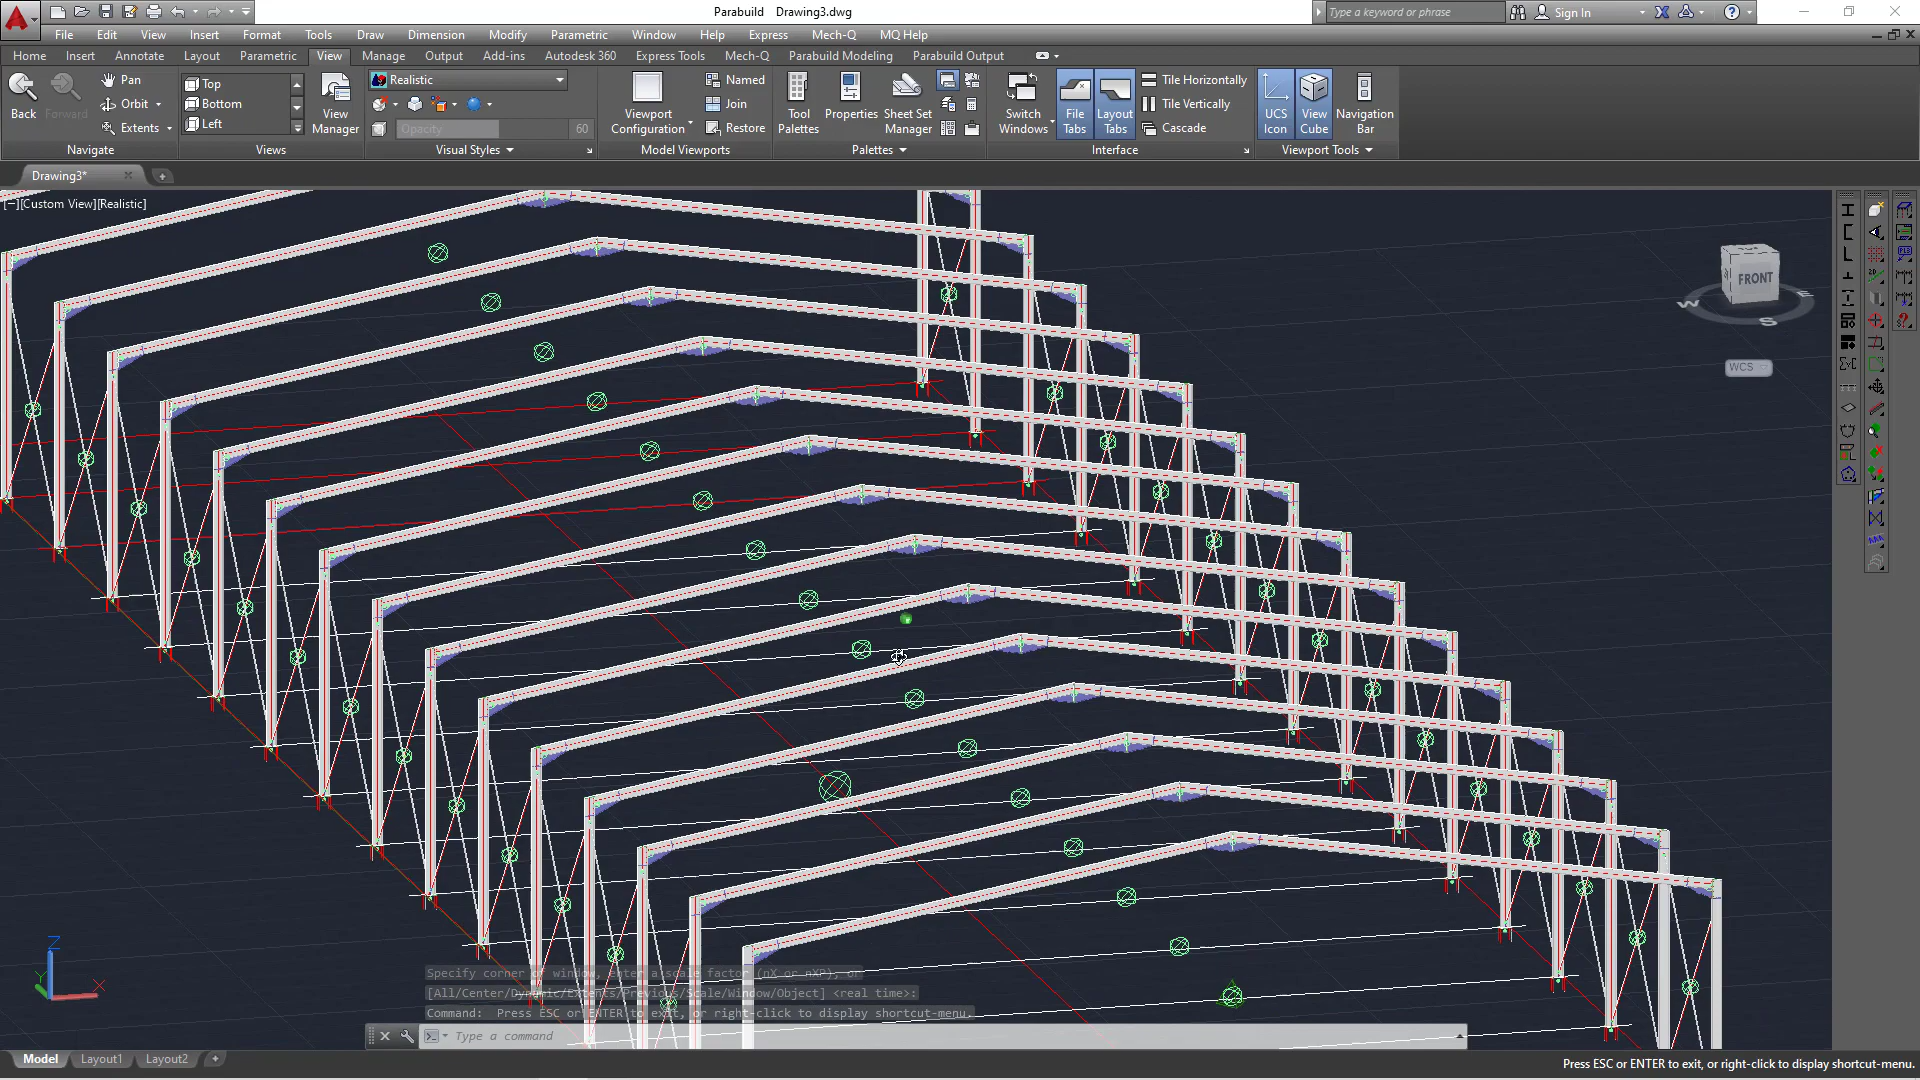 Parabuild Drawing3.dwg
Type a keyword or phrase
Sign In
File Edit View Insert Format Tools Draw Dimension Modify Parametric Window Help Express Mech-Q MQ Help
Home Insert Annotate Layout Parametric View Manage Output Add-ins Autodesk 360 Express Tools Mech-Q Parabuild Modeling Parabuild Output
Back
Forward
Pan
Orbit
Extents
Navigate
Top
Bottom
Left
Views
View
Manager
Realistic
Opacity 60
Visual Styles
Viewport
Configuration
Named
Join
Restore
Model Viewports
Tool
Palettes
Properties
Sheet Set
Manager
Palettes
Switch
Windows
File
Tabs
Layout
Tabs
Tile Horizontally
Tile Vertically
Cascade
Interface
UCS
Icon
View
Cube
Navigation
Bar
Viewport Tools
Drawing3*
[−][Custom View][Realistic]
FRONT
W
E
S
WCS
Z
Y
X
Specify corner of window, enter a scale factor (nX or nXP), or
[All/Center/Dynamic/Extents/Previous/Scale/Window/Object] <real time>:
Command: Press ESC or ENTER to exit, or right-click to display shortcut-menu.
Type a command
Model Layout1 Layout2
Press ESC or ENTER to exit, or right-click to display shortcut-menu.